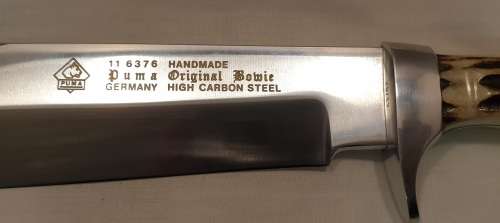 PUMA
11 6376 HANDMADE
Puma Original Bowie
GERMANY HIGH CARBON STEEL